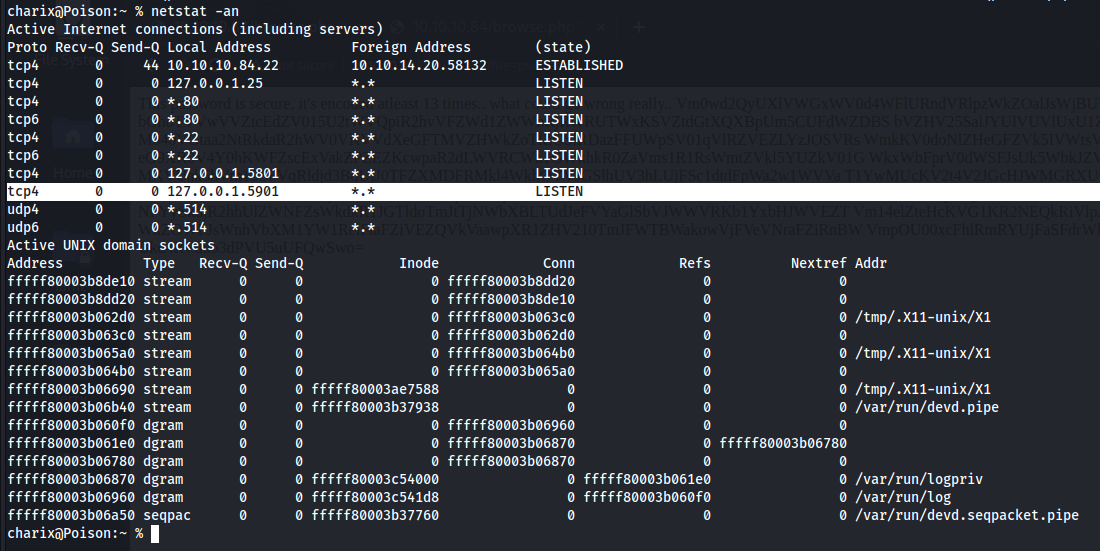 charix@Poison:~ % netstat -an
Active Internet connections (including servers)
Proto Recv-Q Send-Q Local Address          Foreign Address        (state)
tcp4       0     44 10.10.10.84.22         10.10.14.20.58132      ESTABLISHED
tcp4       0      0 127.0.0.1.25           *.*                    LISTEN
tcp4       0      0 *.80                   *.*                    LISTEN
tcp6       0      0 *.80                   *.*                    LISTEN
tcp4       0      0 *.22                   *.*                    LISTEN
tcp6       0      0 *.22                   *.*                    LISTEN
tcp4       0      0 127.0.0.1.5801         *.*                    LISTEN
tcp4       0      0 127.0.0.1.5901         *.*                    LISTEN
udp4       0      0 *.514                  *.*
udp6       0      0 *.514                  *.*
Active UNIX domain sockets
Address          Type   Recv-Q Send-Q            Inode             Conn             Refs          Nextref Addr
fffff80003b8de10 stream      0      0                0 fffff80003b8dd20                0                0
fffff80003b8dd20 stream      0      0                0 fffff80003b8de10                0                0
fffff80003b062d0 stream      0      0                0 fffff80003b063c0                0                0 /tmp/.X11-unix/X1
fffff80003b063c0 stream      0      0                0 fffff80003b062d0                0                0
fffff80003b065a0 stream      0      0                0 fffff80003b064b0                0                0 /tmp/.X11-unix/X1
fffff80003b064b0 stream      0      0                0 fffff80003b065a0                0                0
fffff80003b06690 stream      0      0 fffff80003ae7588                0                0                0 /tmp/.X11-unix/X1
fffff80003b06b40 stream      0      0 fffff80003b37938                0                0                0 /var/run/devd.pipe
fffff80003b060f0 dgram       0      0                0 fffff80003b06960                0                0
fffff80003b061e0 dgram       0      0                0 fffff80003b06870                0 fffff80003b06780
fffff80003b06780 dgram       0      0                0 fffff80003b06870                0                0
fffff80003b06870 dgram       0      0 fffff80003c54000                0 fffff80003b061e0                0 /var/run/logpriv
fffff80003b06960 dgram       0      0 fffff80003c541d8                0 fffff80003b060f0                0 /var/run/log
fffff80003b06a50 seqpac      0      0 fffff80003b37760                0                0                0 /var/run/devd.seqpacket.pipe
charix@Poison:~ %